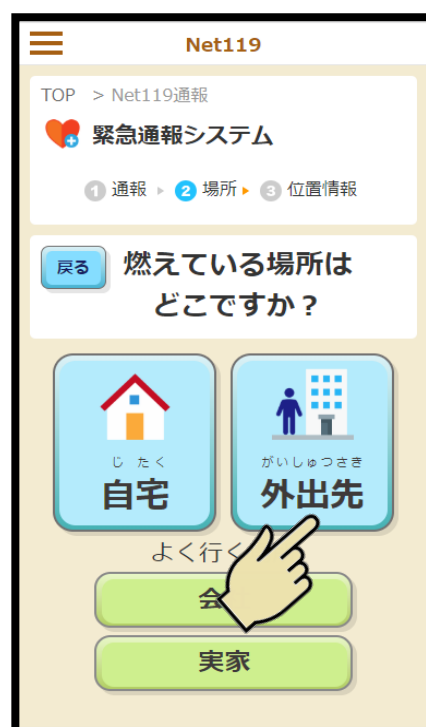 Net119
TOP > Net119通報
緊急通報システム
1 通報 ▶ 2 場所 ▶ 3 位置情報
戻る
燃えている場所は
どこですか？
じたく
自宅
がいしゅつさき
外出先
よく行く
会
実家